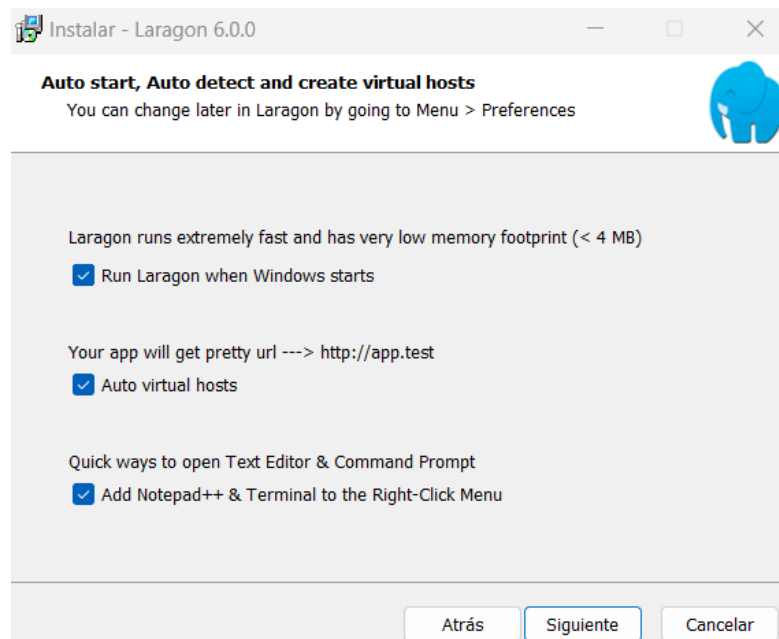 Instalar - Laragon 6.0.0
Auto start, Auto detect and create virtual hosts
You can change later in Laragon by going to Menu > Preferences
Laragon runs extremely fast and has very low memory footprint (< 4 MB)
Run Laragon when Windows starts
Your app will get pretty url ---> http://app.test
Auto virtual hosts
Quick ways to open Text Editor & Command Prompt
Add Notepad++ & Terminal to the Right-Click Menu
Atrás Siguiente Cancelar